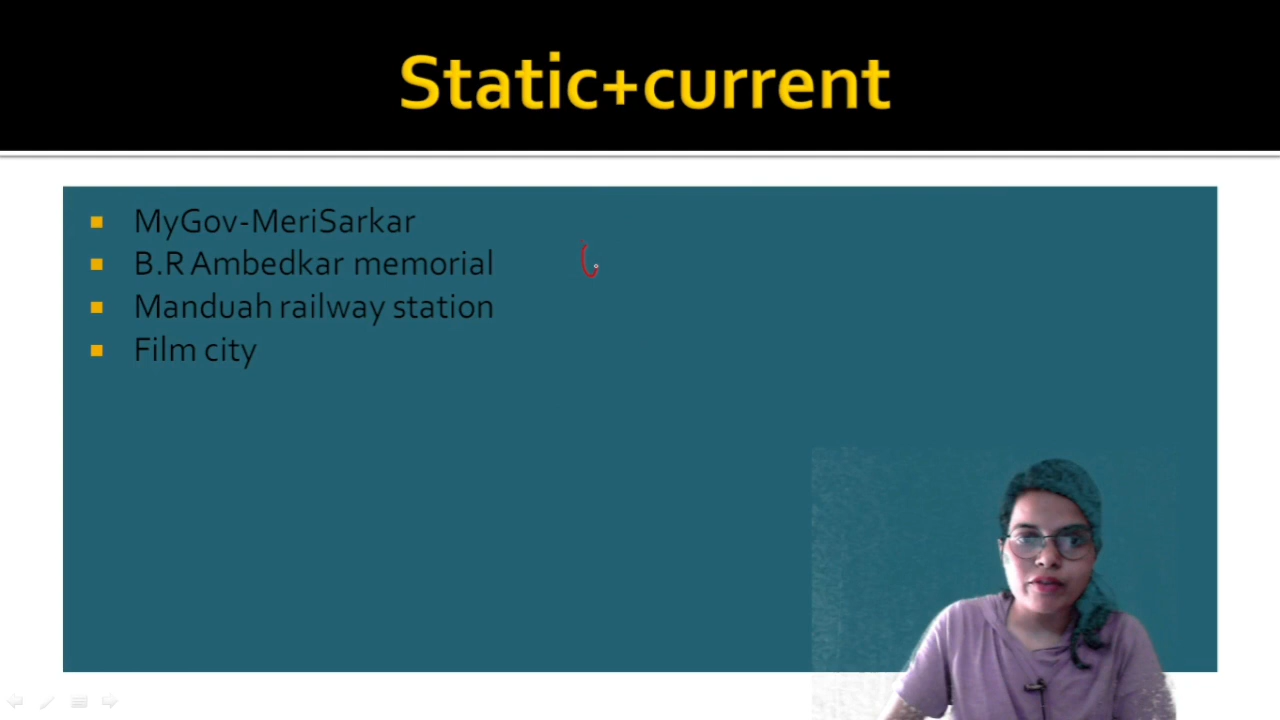 Static+current
MyGov-MeriSarkar
B.R Ambedkar memorial
Manduah railway station
Film city